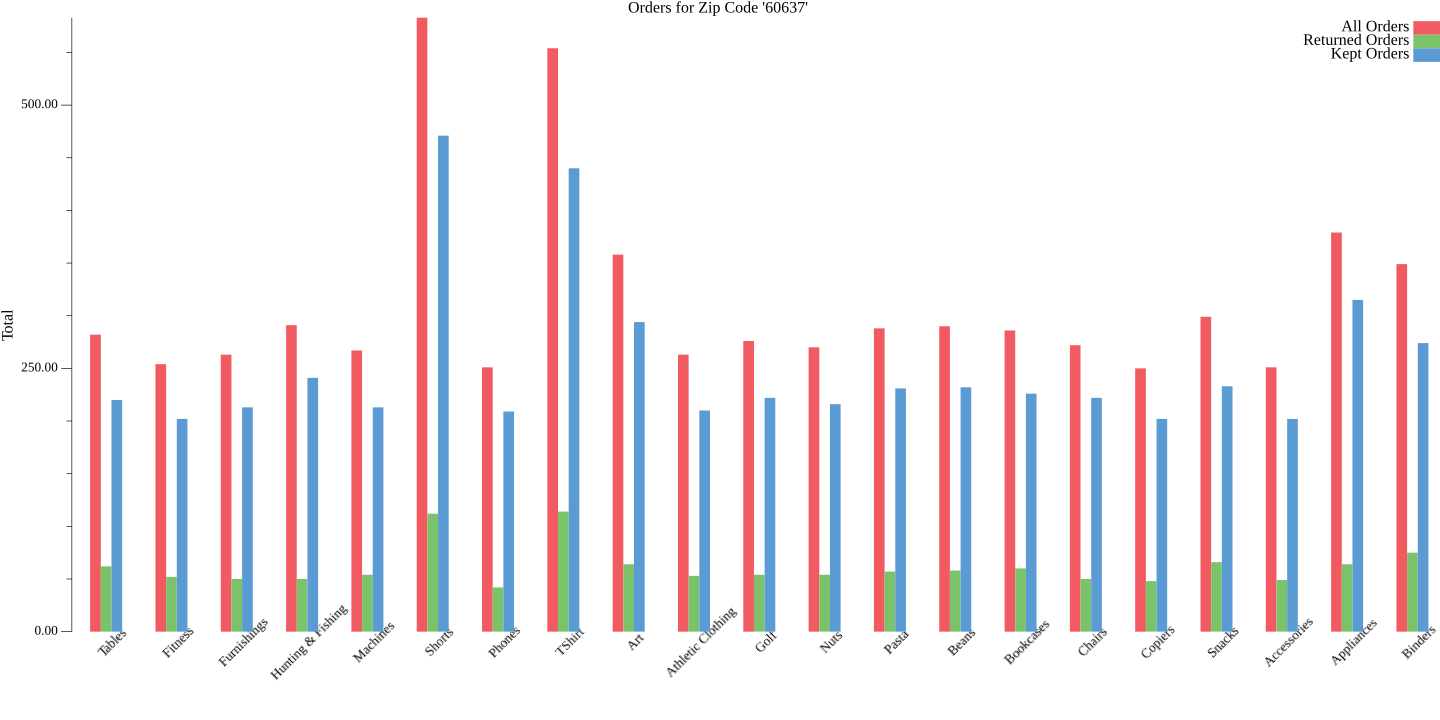 Orders for Zip Code '60637'
All Orders
Returned Orders
Kept Orders
500.00
250.00
0.00
Total
Tables
Fitness
Furnishings
Hunting & Fishing
Machines
Shorts
Phones
TShirt
Art
Athletic Clothing
Golf
Nuts
Pasta
Beans
Bookcases
Chairs
Copiers
Snacks
Accessories
Appliances
Binders